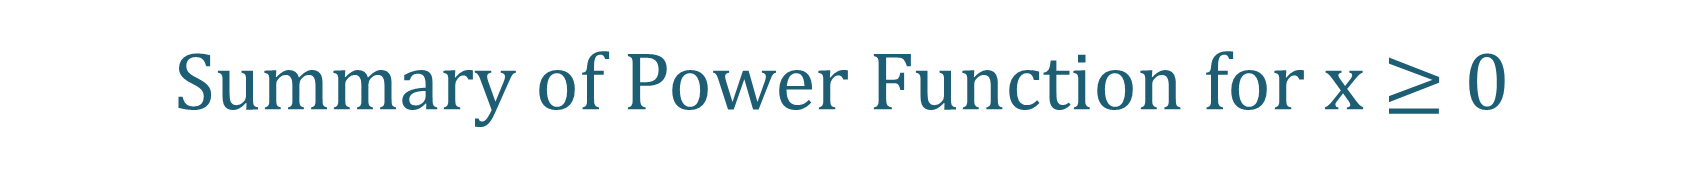 Summary of Power Function for x ≥ 0